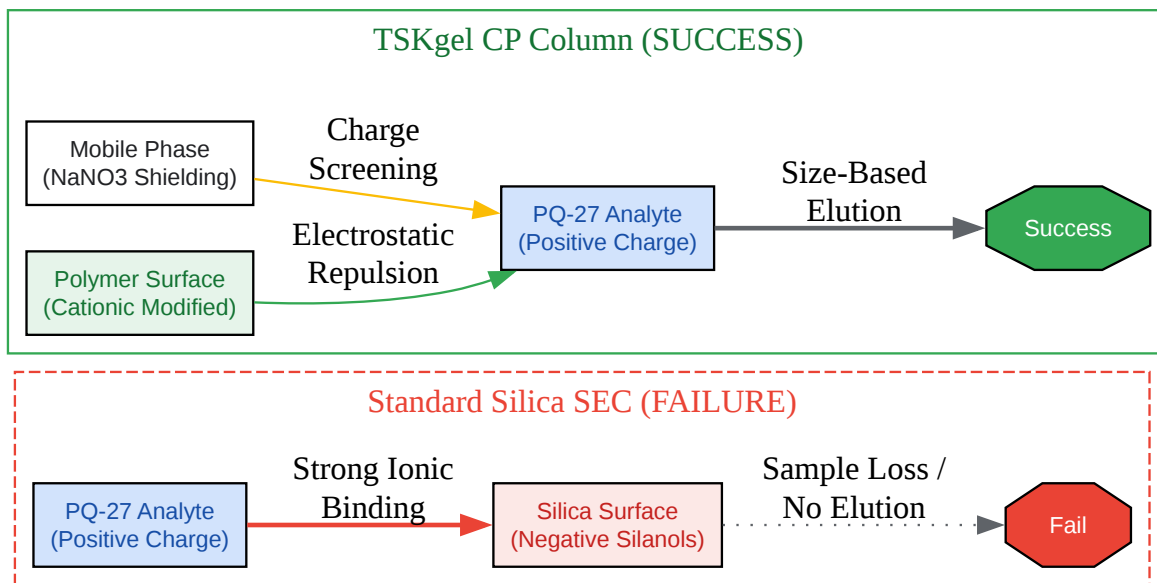 TSKgel CP Column (SUCCESS)
Mobile Phase
(NaNO3 Shielding)
Charge
Screening
Polymer Surface
(Cationic Modified)
Electrostatic
Repulsion
PQ-27 Analyte
(Positive Charge)
Size-Based
Elution
Success
Standard Silica SEC (FAILURE)
PQ-27 Analyte
(Positive Charge)
Strong Ionic
Binding
Silica Surface
(Negative Silanols)
Sample Loss /
No Elution
Fail